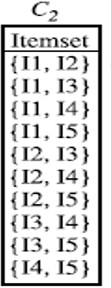 C₂
Itemset
{I1, I2}
{I1, I3}
{I1, I4}
{I1, I5}
{I2, I3}
{I2, I4}
{I2, I5}
{I3, I4}
{I3, I5}
{I4, I5}